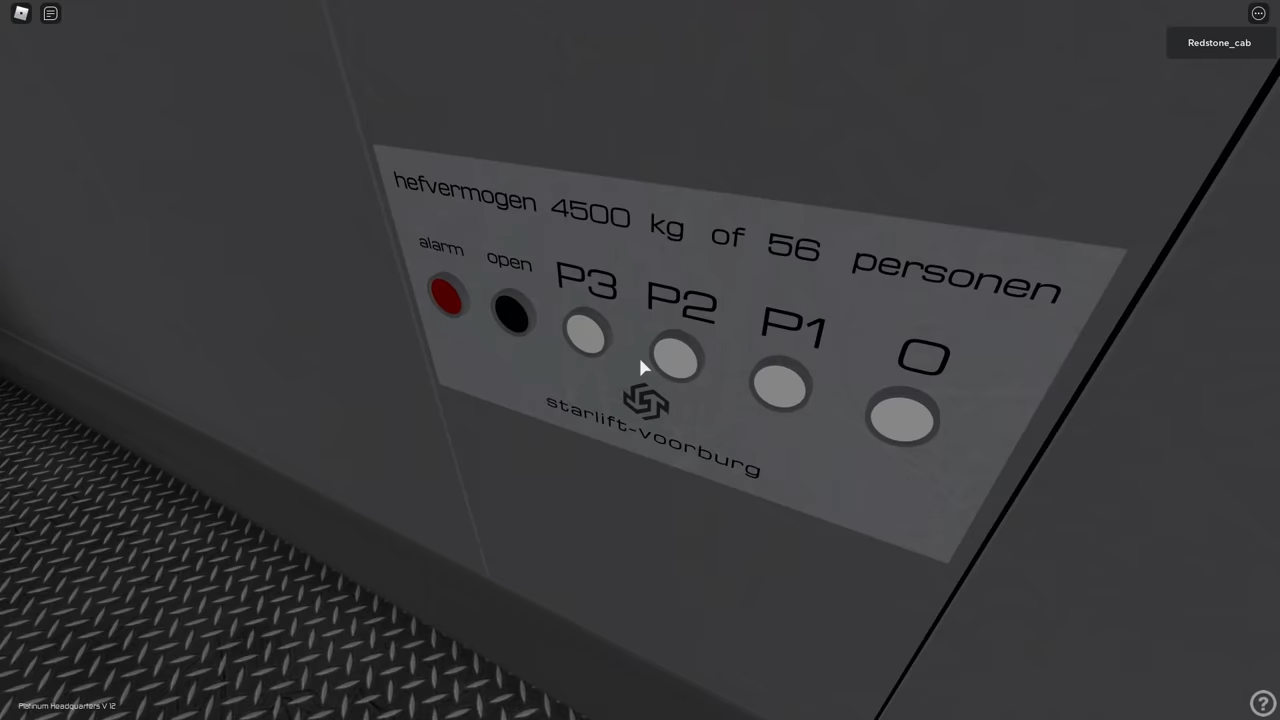 Redstone_cab
hefvermogen 4500 kg of 56 personen
alarm open P3 P2 P1 0
starlift-voorburg
Platinum Headquarters V 12
?